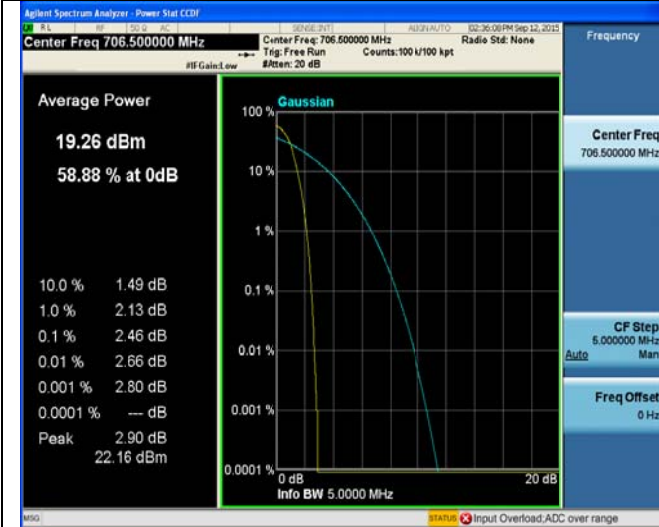 Agilent Spectrum Analyzer - Power Stat CCDF
RL RF 50 Ω AC SENSE:INT ALIGN AUTO 02:36:08 PM Sep 12, 2015
Center Freq 706.500000 MHz
Center Freq: 706.500000 MHz Radio Std: None
Trig: Free Run Counts:100 k/100 kpt
#IFGain:Low #Atten: 20 dB
Frequency
Average Power
19.26 dBm
58.88 % at 0dB
10.0 % 1.49 dB
1.0 % 2.13 dB
0.1 % 2.46 dB
0.01 % 2.66 dB
0.001 % 2.80 dB
0.0001 % --- dB
Peak 2.90 dB
22.16 dBm
Gaussian
100 %
10 %
1 %
0.1 %
0.01 %
0.001 %
0.0001 %
0 dB 20 dB
Info BW 5.0000 MHz
Center Freq
706.500000 MHz
CF Step
5.000000 MHz
Auto Man
Freq Offset
0 Hz
MSG STATUS Input Overload;ADC over range